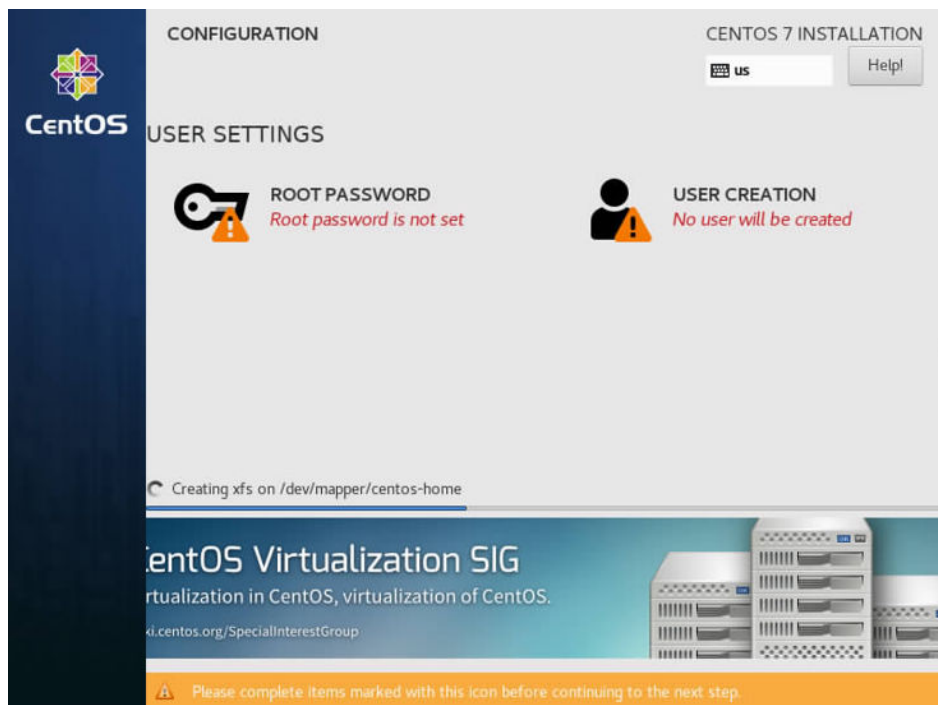 CONFIGURATION
CENTOS 7 INSTALLATION
us
Help!
CentOS
USER SETTINGS
ROOT PASSWORD
Root password is not set
USER CREATION
No user will be created
Creating xfs on /dev/mapper/centos-home
entOS Virtualization SIG
rtualization in CentOS, virtualization of CentOS.
ki.centos.org/SpecialInterestGroup
Please complete items marked with this icon before continuing to the next step.